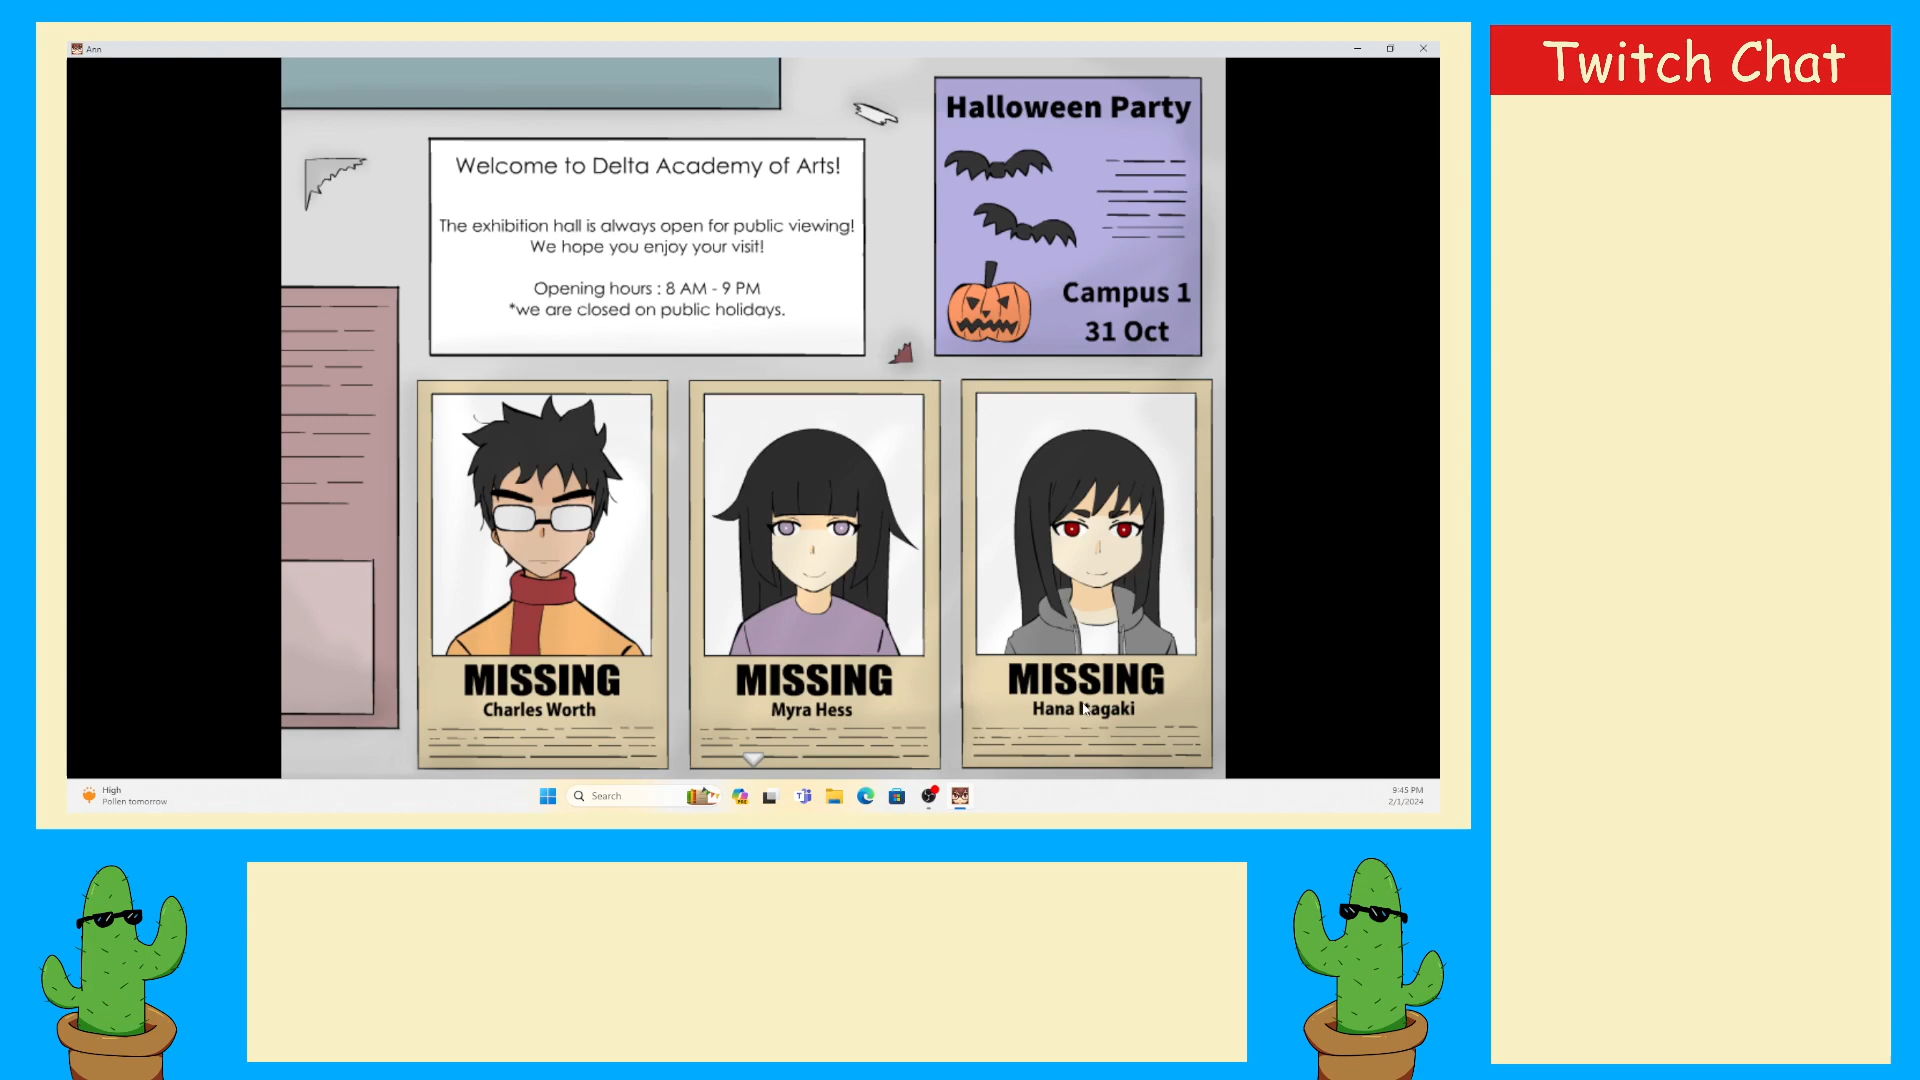 Ann
Twitch Chat
Halloween Party
Welcome to Delta Academy of Arts!
The exhibition hall is always open for public viewing!
We hope you enjoy your visit!
Opening hours : 8 AM - 9 PM
*we are closed on public holidays.
Campus 1
31 Oct
MISSING
Charles Worth
MISSING
Myra Hess
MISSING
Hana
High
Pollen tomorrow
Search
9:45 PM
2/1/2024